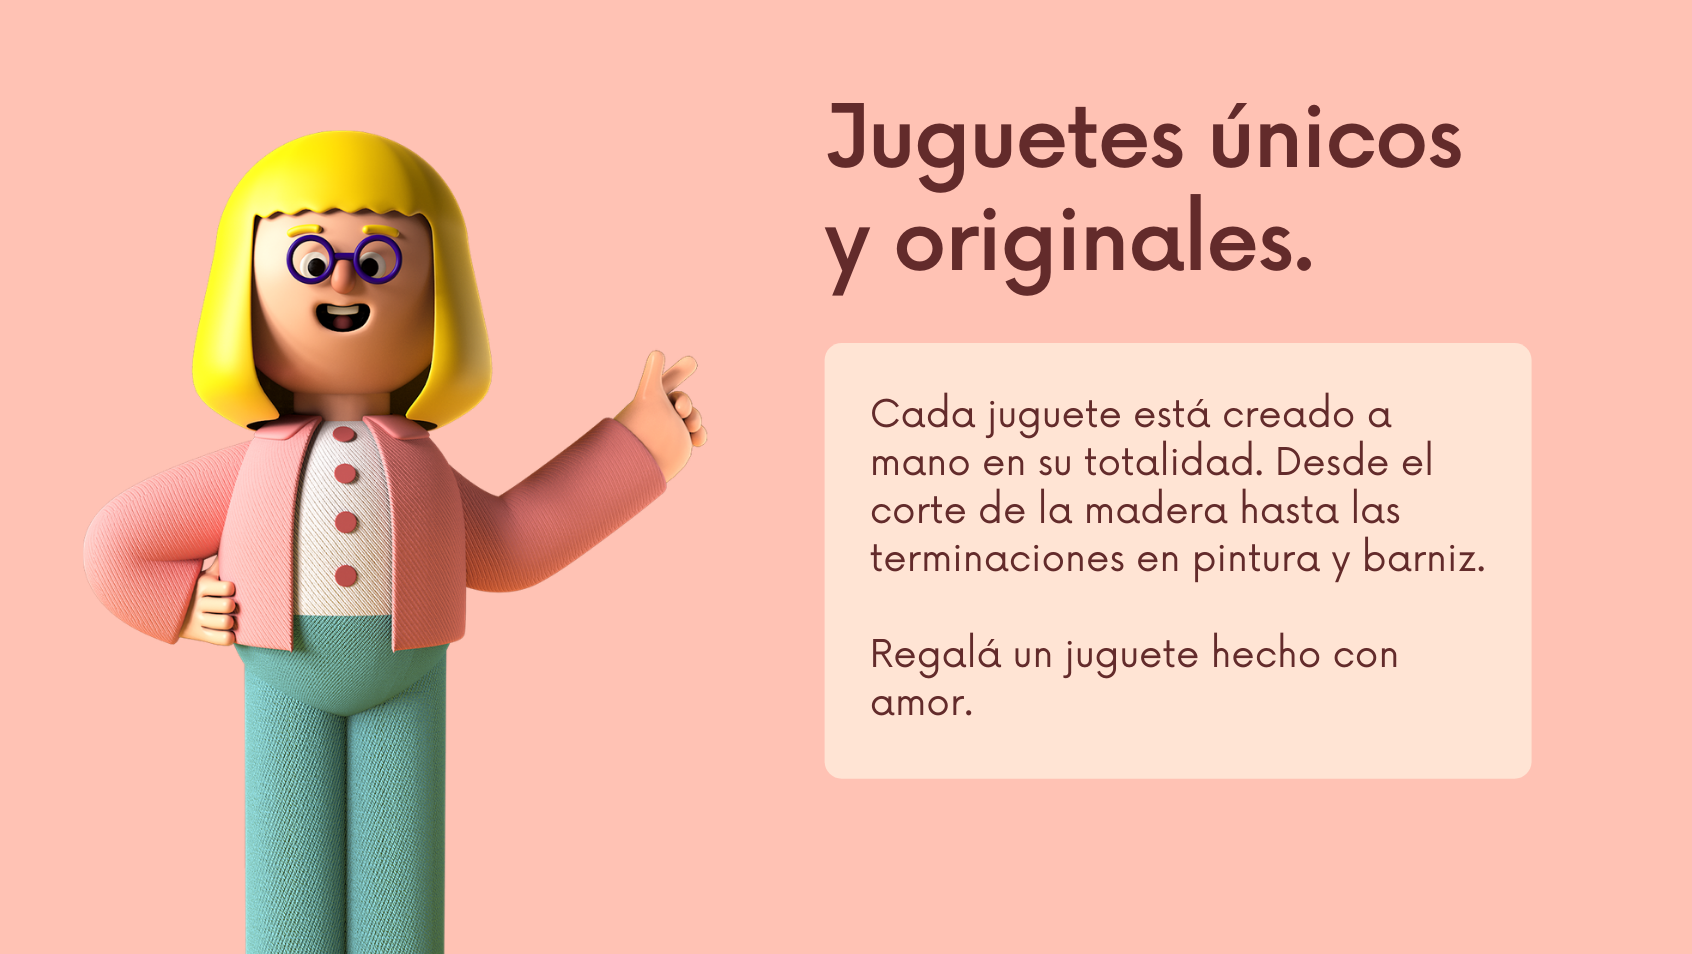 Juguetes únicos
y originales.
Cada juguete está creado a
mano en su totalidad. Desde el
corte de la madera hasta las
terminaciones en pintura y barniz.
Regalá un juguete hecho con
amor.